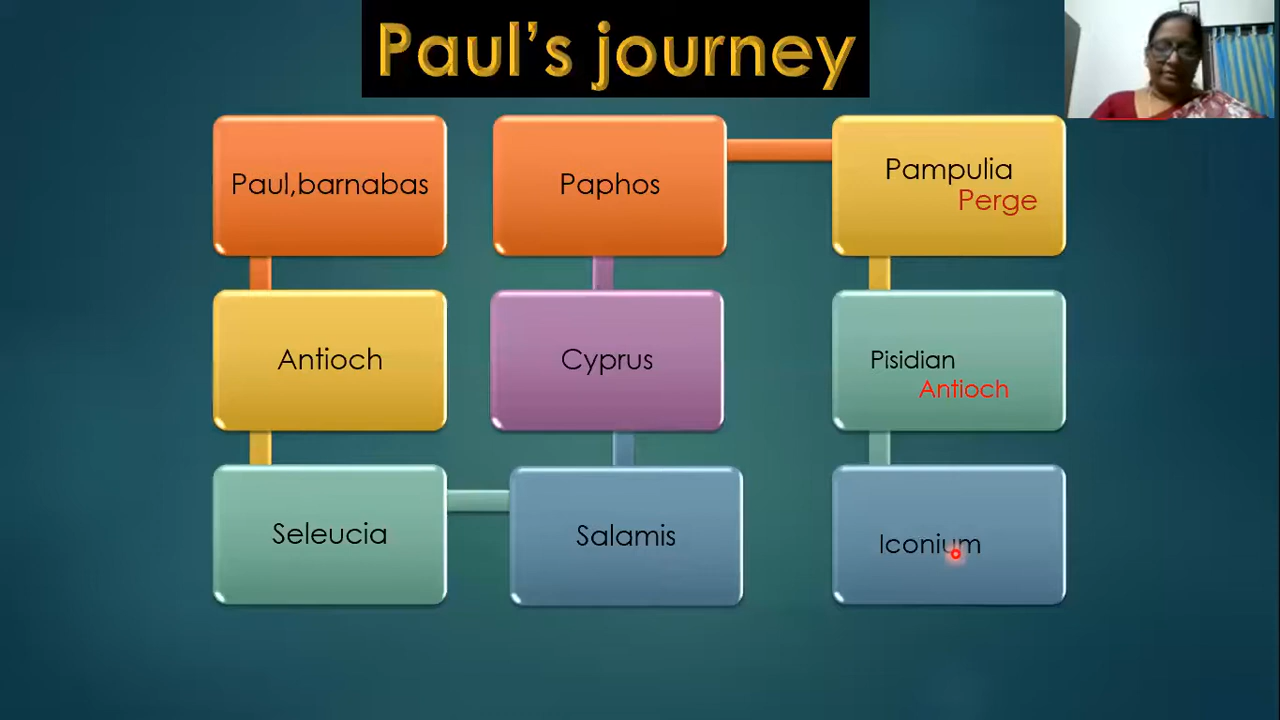 Paul's journey
Paul,barnabas
Antioch
Seleucia
Salamis
Cyprus
Paphos
Pampulia
Perge
Pisidian
Antioch
Iconium